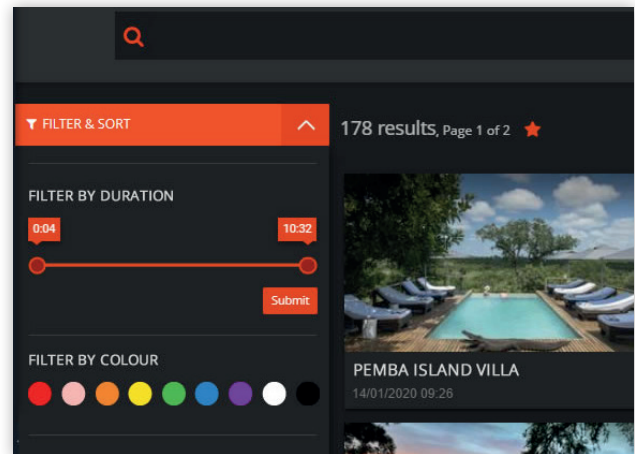 FILTER & SORT
178 results, Page 1 of 2
FILTER BY DURATION
0:04
10:32
Submit
FILTER BY COLOUR
PEMBA ISLAND VILLA
14/01/2020 09:26